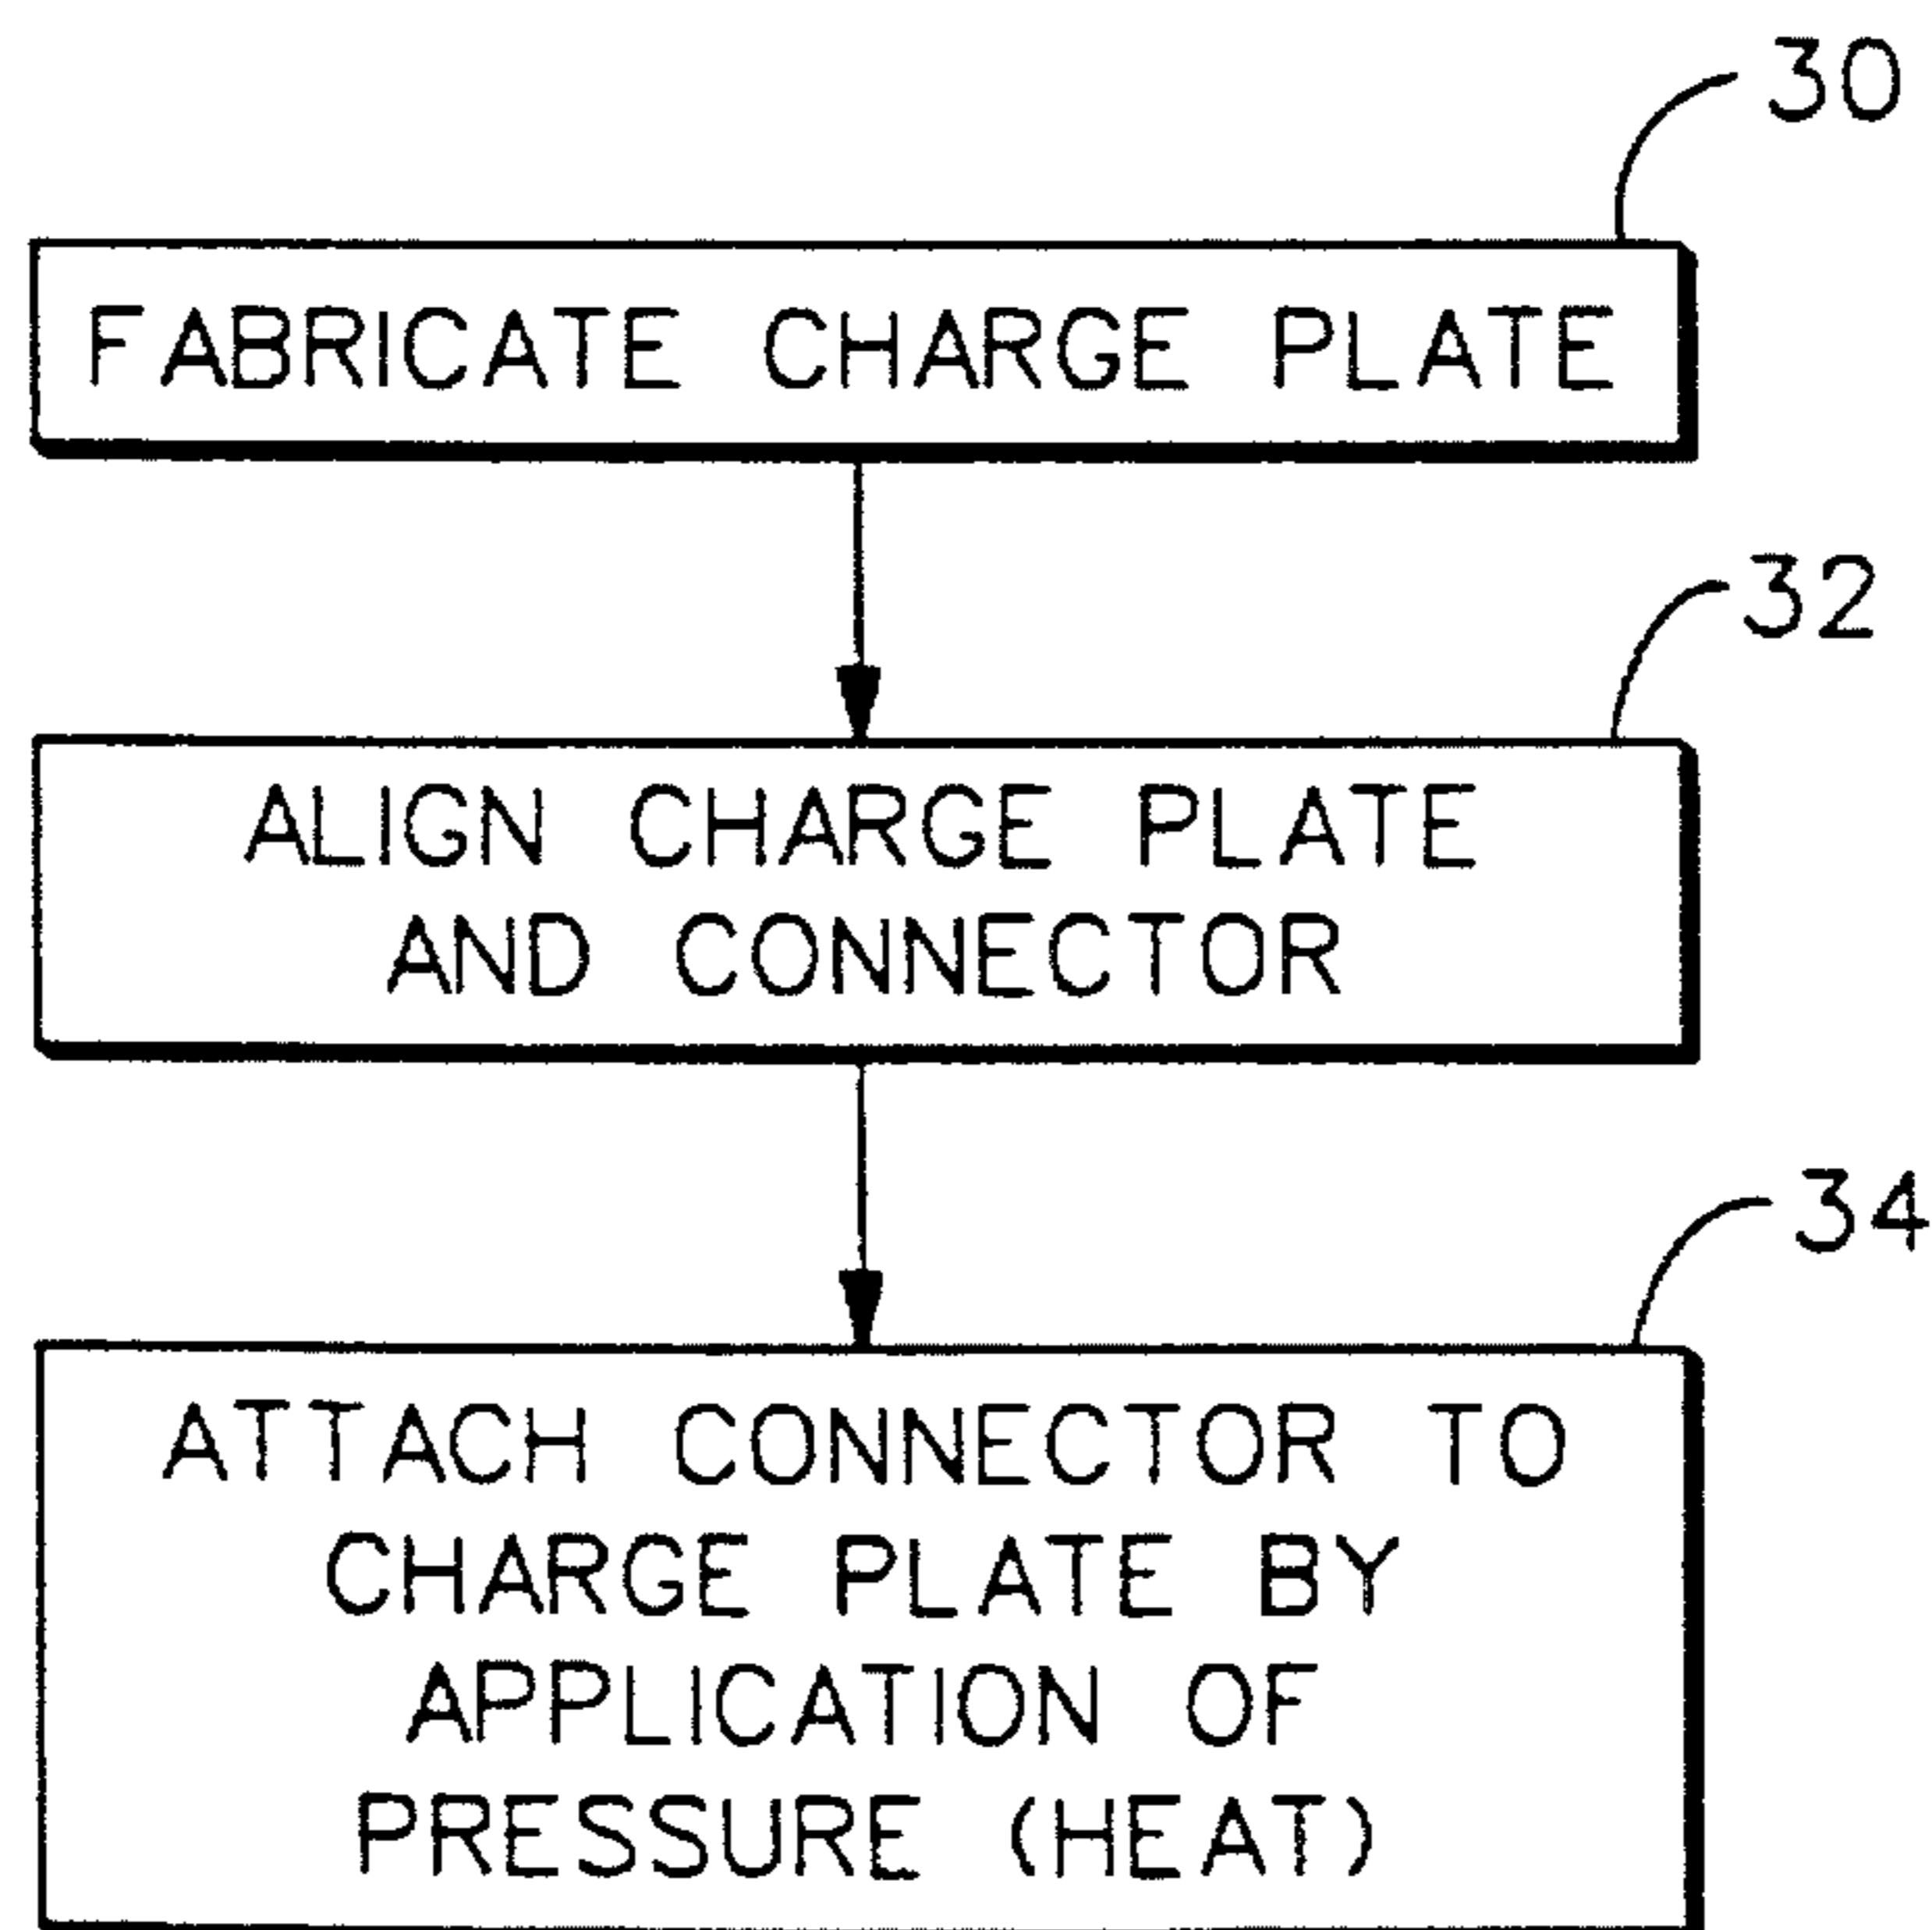 30
FABRICATE CHARGE PLATE
32
ALIGN CHARGE PLATE
AND CONNECTOR
34
ATTACH CONNECTOR TO
CHARGE PLATE BY
APPLICATION OF
PRESSURE (HEAT)